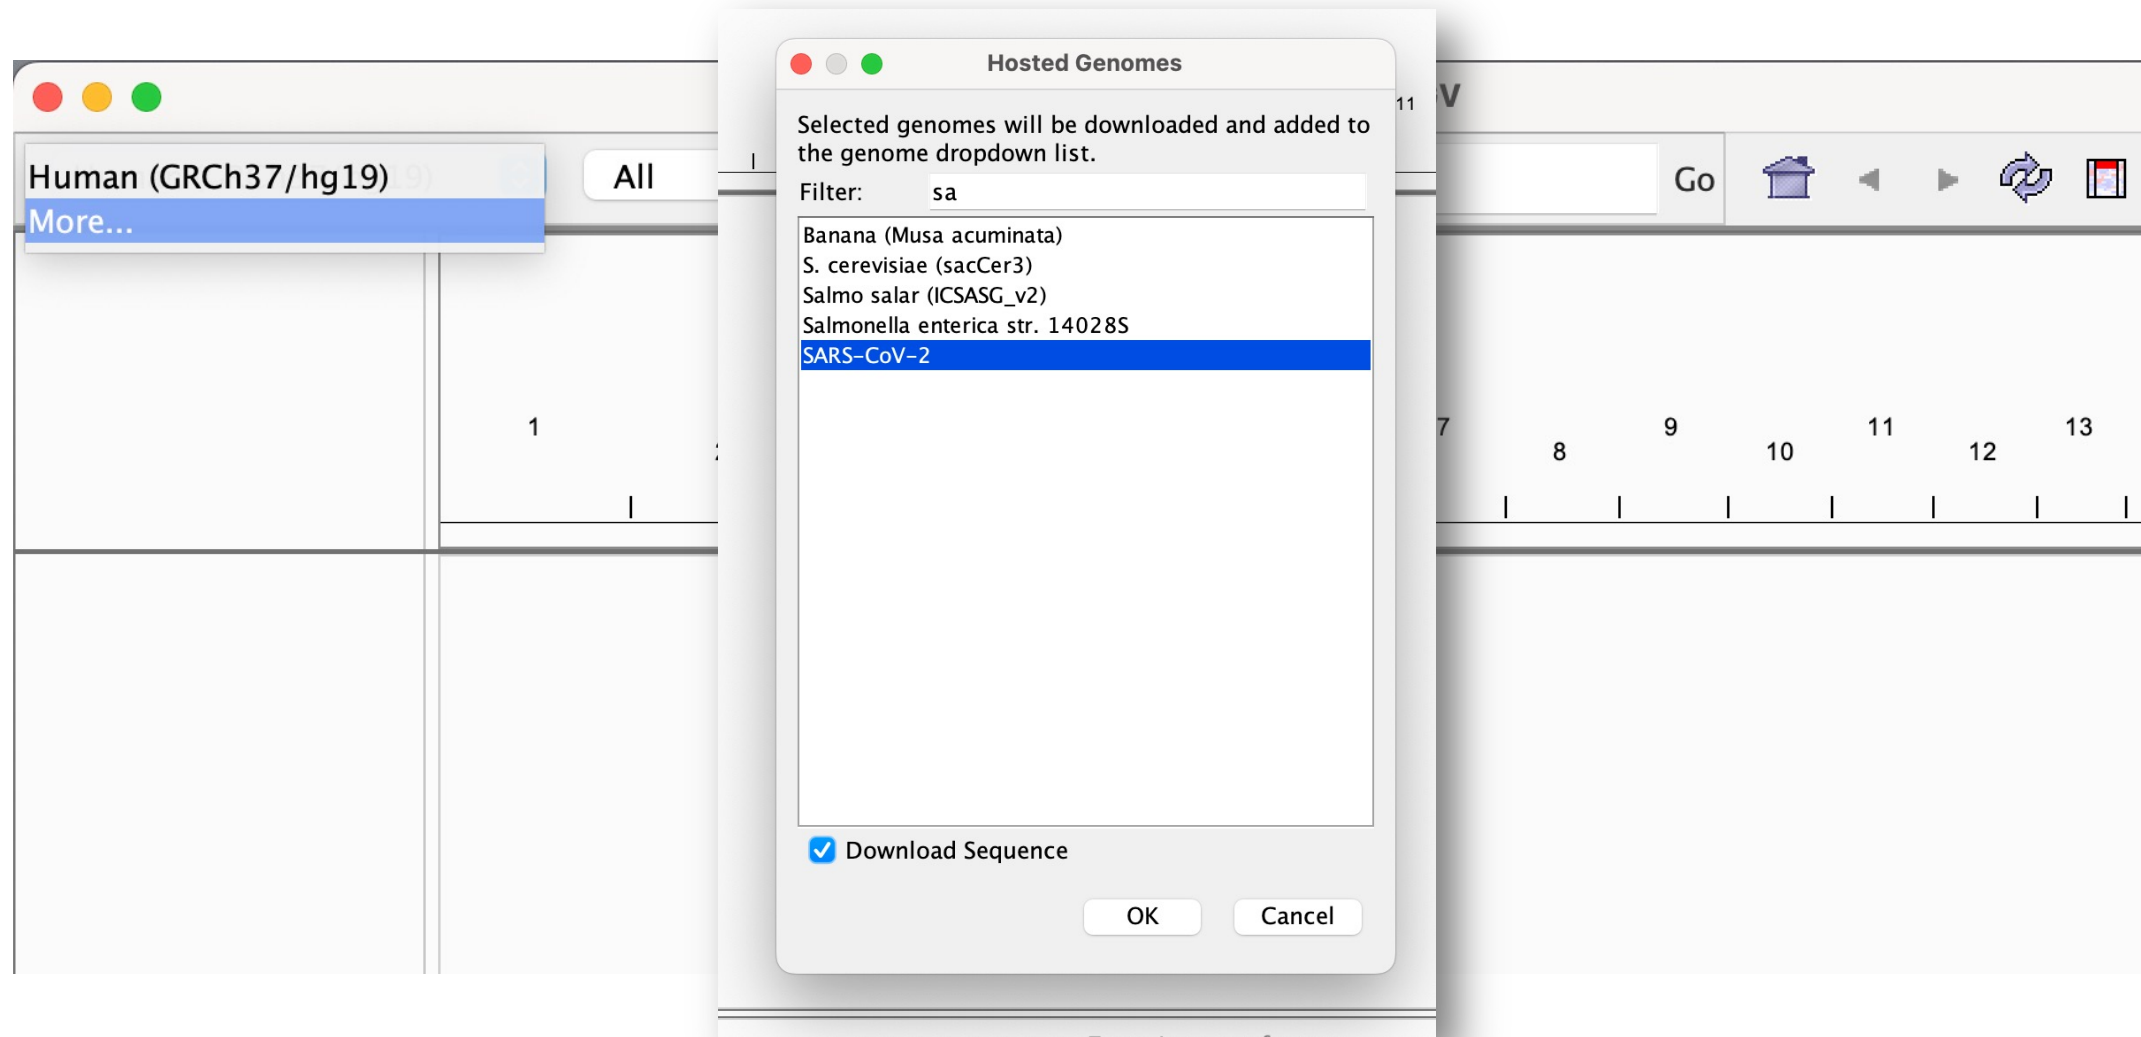 Hosted Genomes
11
V
Selected genomes will be downloaded and added to
the genome dropdown list.
Human (GRCh37/hg19)
All
Filter: sa
Go
More...
Banana (Musa acuminata)
S. cerevisiae (sacCer3)
Salmo salar (ICSASG_v2)
Salmonella enterica str. 14028S
SARS-CoV-2
1
7
8
9
10
11
12
13
Download Sequence
OK
Cancel